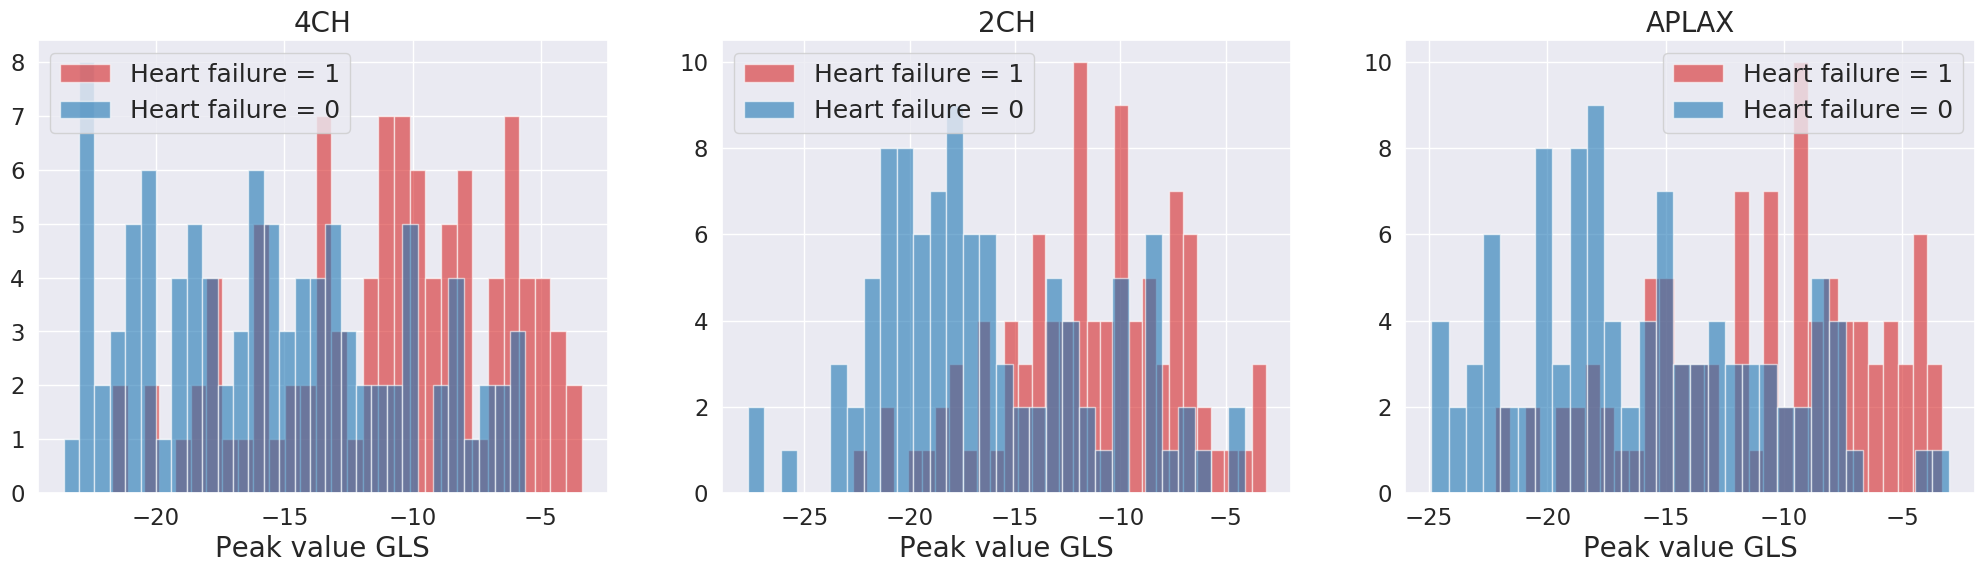 4CH
Heart failure = 1
Heart failure = 0
8
7
6
5
4
3
2
1
0
−20
−15
−10
−5
Peak value GLS
2CH
Heart failure = 1
Heart failure = 0
10
8
6
4
2
0
−25
−20
−15
−10
−5
Peak value GLS
APLAX
Heart failure = 1
Heart failure = 0
10
8
6
4
2
0
−25
−20
−15
−10
−5
Peak value GLS